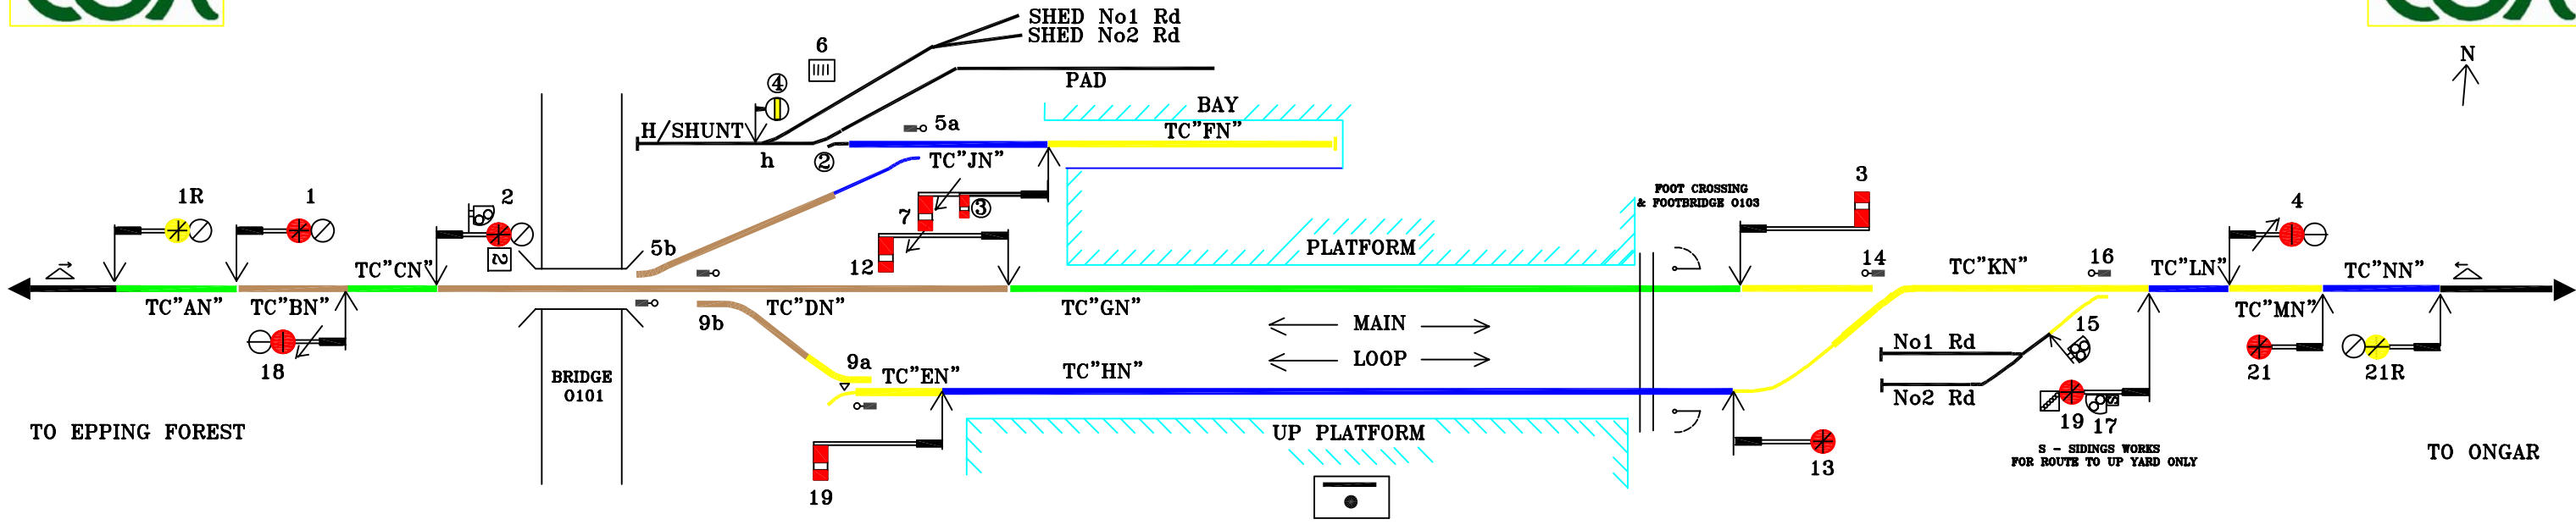 COX
COX
SHED No1 Rd
SHED No2 Rd
6
N
④
PAD
BAY
H/SHUNT
5a
TC"FN"
h
②
TC"JN"
3
1R
1
2
FOOT CROSSING
& FOOTBRIDGE 0103
4
7
③
2
5b
PLATFORM
12
14
TC"KN"
16
TC"LN"
TC"NN"
TC"CN"
TC"AN"
TC"BN"
TC"DN"
TC"GN"
TC"MN"
9b
MAIN
15
No1 Rd
18
9a
LOOP
21
21R
BRIDGE
0101
TC"EN"
TC"HN"
No2 Rd
S
19
17
TO EPPING FOREST
UP PLATFORM
S - SIDINGS WORKS
FOR ROUTE TO UP YARD ONLY
TO ONGAR
13
19